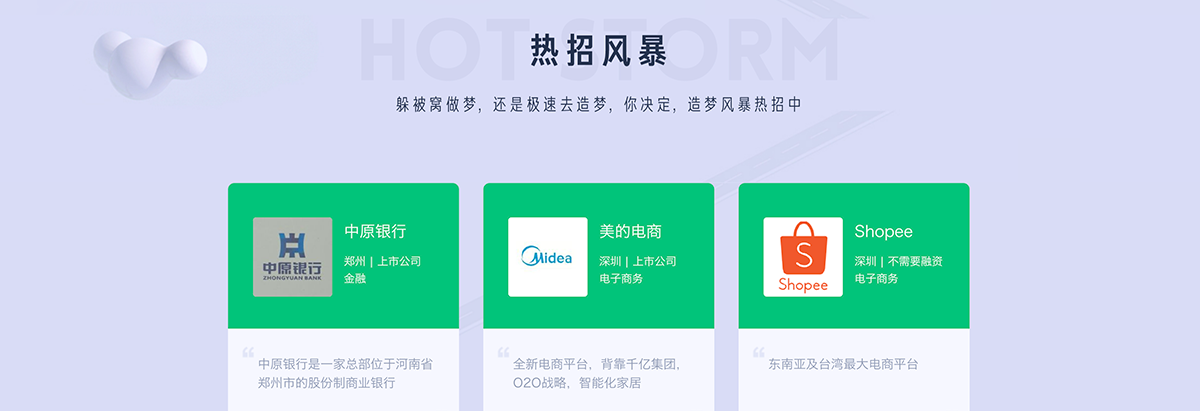 HOT STORM
热招风暴
躲被窝做梦，还是极速去造梦，你决定，造梦风暴热招中
中原银行
ZHONGYUAN BANK
中原银行
郑州 | 上市公司
金融
Midea
美的电商
深圳 | 上市公司
电子商务
S
Shopee
Shopee
深圳 | 不需要融资
电子商务
“
中原银行是一家总部位于河南省
郑州市的股份制商业银行
“
全新电商平台，背靠千亿集团，
O2O战略，智能化家居
“
东南亚及台湾最大电商平台